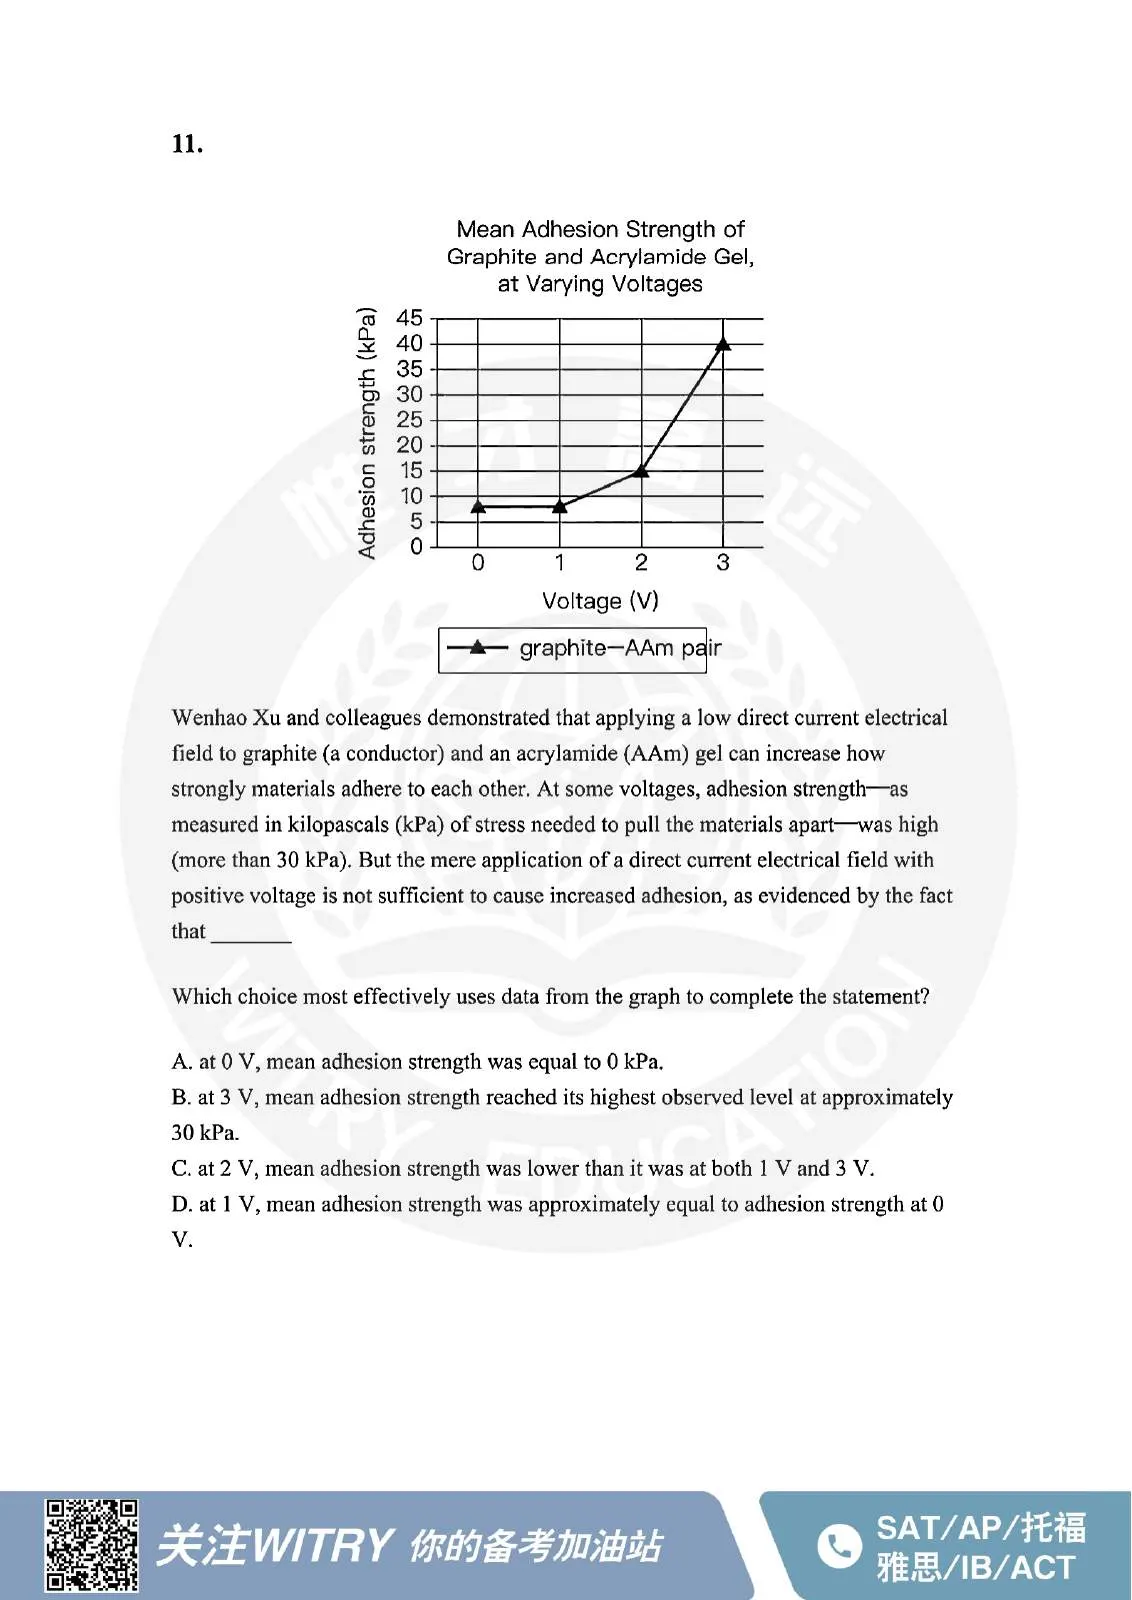 11.
Mean Adhesion Strength of
Graphite and Acrylamide Gel,
at Varying Voltages
Adhesion strength (kPa)
45
40
35
30
25
20
15
10
5
0
0 1 2 3
Voltage (V)
graphite—AAm pair
Wenhao Xu and colleagues demonstrated that applying a low direct current electrical
field to graphite (a conductor) and an acrylamide (AAm) gel can increase how
strongly materials adhere to each other. At some voltages, adhesion strength—as
measured in kilopascals (kPa) of stress needed to pull the materials apart—was high
(more than 30 kPa). But the mere application of a direct current electrical field with
positive voltage is not sufficient to cause increased adhesion, as evidenced by the fact
that _______
Which choice most effectively uses data from the graph to complete the statement?
A. at 0 V, mean adhesion strength was equal to 0 kPa.
B. at 3 V, mean adhesion strength reached its highest observed level at approximately
30 kPa.
C. at 2 V, mean adhesion strength was lower than it was at both 1 V and 3 V.
D. at 1 V, mean adhesion strength was approximately equal to adhesion strength at 0
V.
惟力高远
WITRY EDUCATION
关注WITRY 你的备考加油站
SAT/AP/托福
雅思/IB/ACT